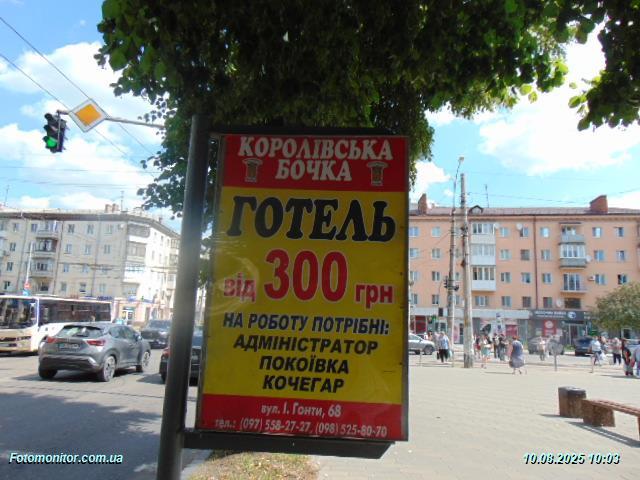 КОРОЛІВСЬКА
БОЧКА
ГОТЕЛЬ
від 300 грн
НА РОБОТУ ПОТРІБНІ:
АДМІНІСТРАТОР
ПОКОЇВКА
КОЧЕГАР
вул. І. Гонти, 68
тел.: (097) 558-27-27, (098) 525-80-70
Fotomonitor.com.ua
10.08.2025 10:03